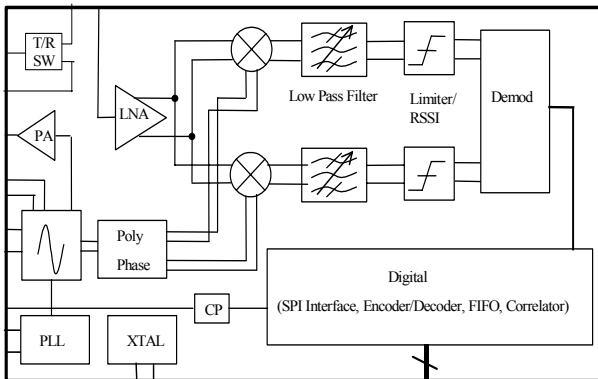 T/R
SW
LNA
Low Pass Filter
Limiter/
RSSI
Demod
PA
Poly
Phase
Digital
(SPI Interface, Encoder/Decoder, FIFO, Correlator)
CP
PLL
XTAL